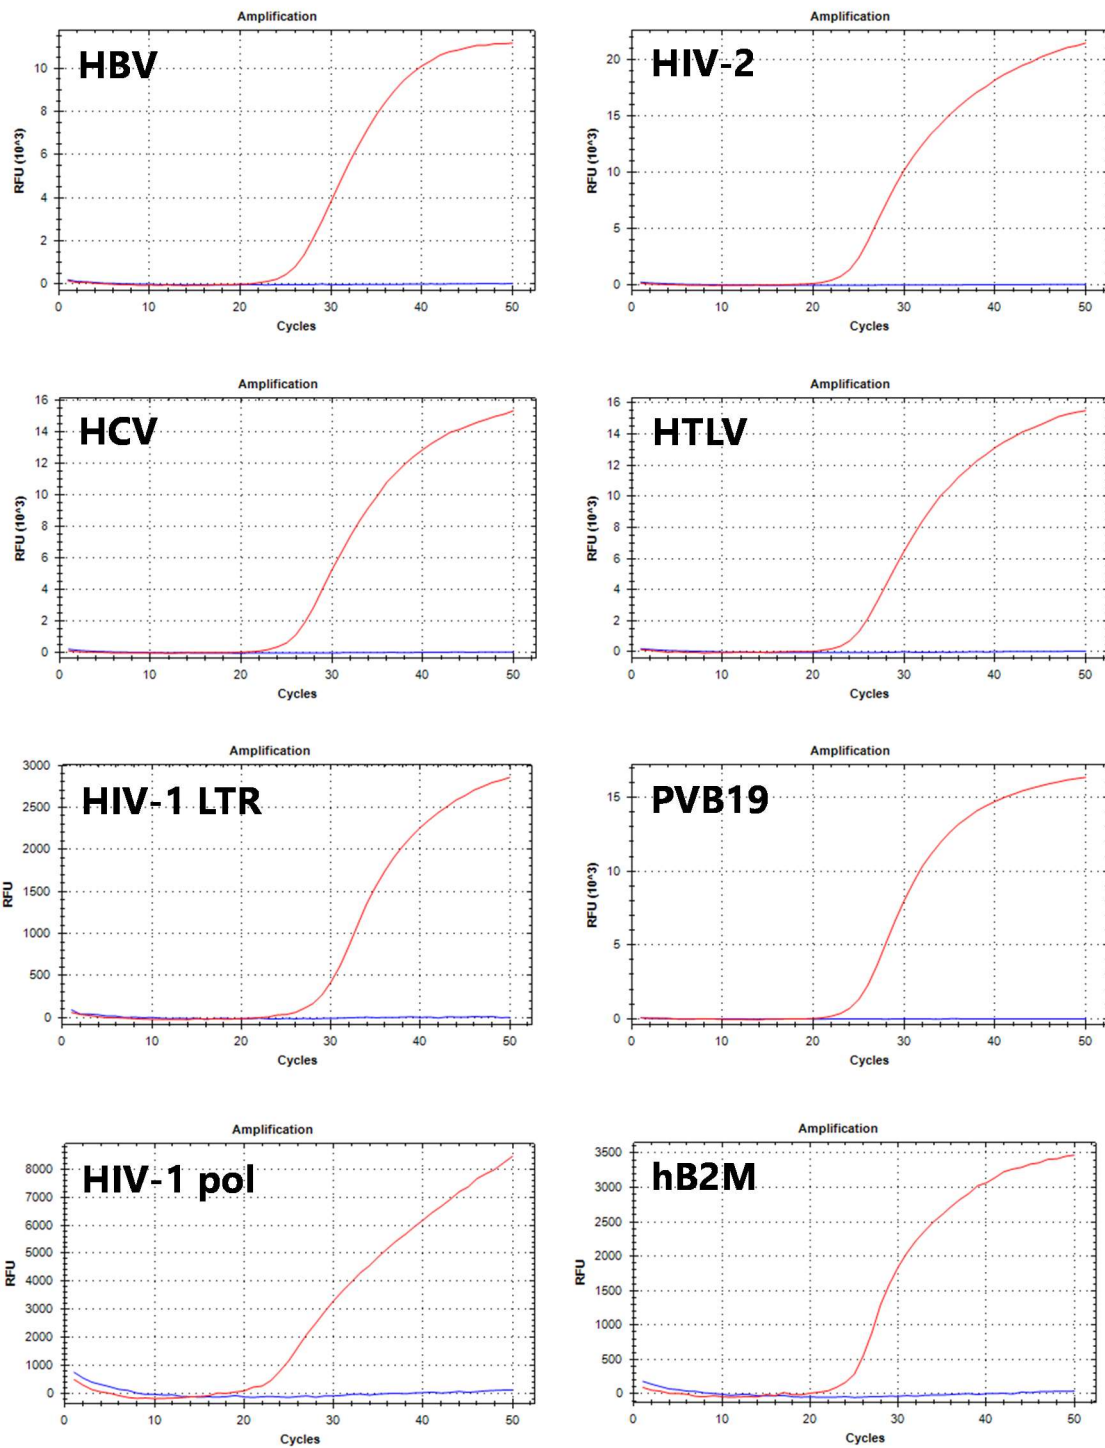 Amplification
HBV
RFU (10^3)
10
8
6
4
2
0
0 10 20 30 40 50
Cycles
Amplification
HIV-2
RFU (10^3)
20
15
10
5
0
0 10 20 30 40 50
Cycles
Amplification
HCV
RFU (10^3)
16
14
12
10
8
6
4
2
0
0 10 20 30 40 50
Cycles
Amplification
HTLV
RFU (10^3)
16
14
12
10
8
6
4
2
0
0 10 20 30 40 50
Cycles
Amplification
HIV-1 LTR
RFU
3000
2500
2000
1500
1000
500
0
0 10 20 30 40 50
Cycles
Amplification
PVB19
RFU (10^3)
15
10
5
0
0 10 20 30 40 50
Cycles
Amplification
HIV-1 pol
RFU
8000
7000
6000
5000
4000
3000
2000
1000
0
0 10 20 30 40 50
Cycles
Amplification
hB2M
RFU
3500
3000
2500
2000
1500
1000
500
0
0 10 20 30 40 50
Cycles